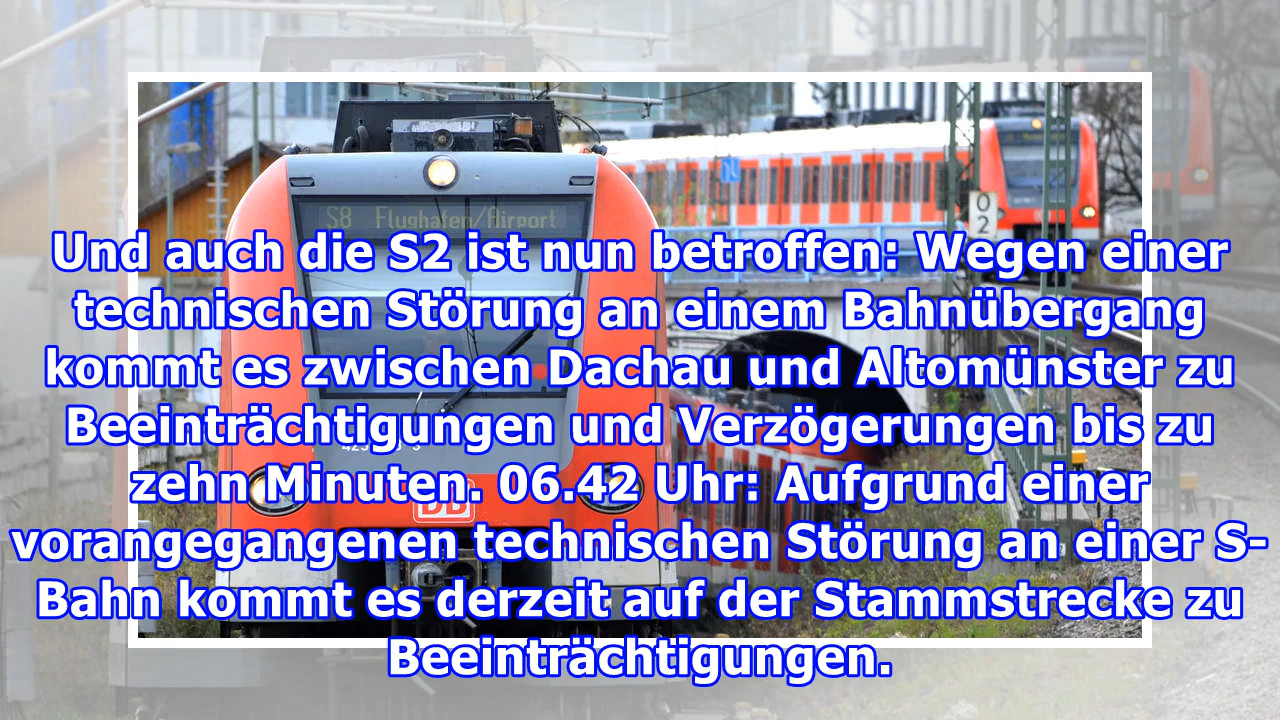 S8 Flughafen/Airport
02
Und auch die S2 ist nun betroffen: Wegen einer
technischen Störung an einem Bahnübergang
kommt es zwischen Dachau und Altomünster zu
Beeinträchtigungen und Verzögerungen bis zu
zehn Minuten. 06.42 Uhr: Aufgrund einer
vorangegangenen technischen Störung an einer S-
Bahn kommt es derzeit auf der Stammstrecke zu
Beeinträchtigungen.
DB